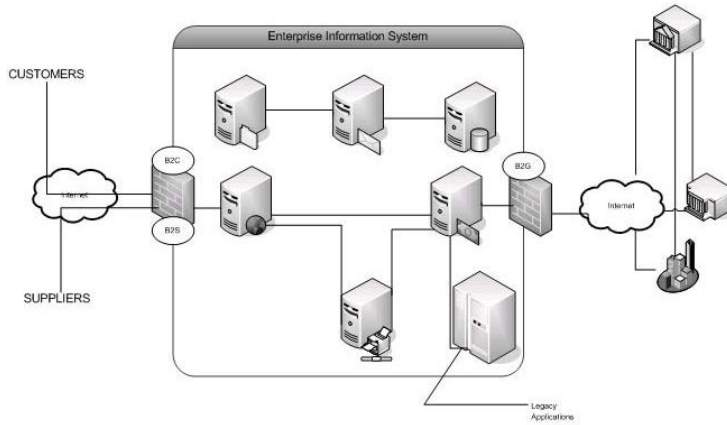 Enterprise Information System
CUSTOMERS
B2C
B2G
Internet
Internet
B2S
SUPPLIERS
Legacy
Applications